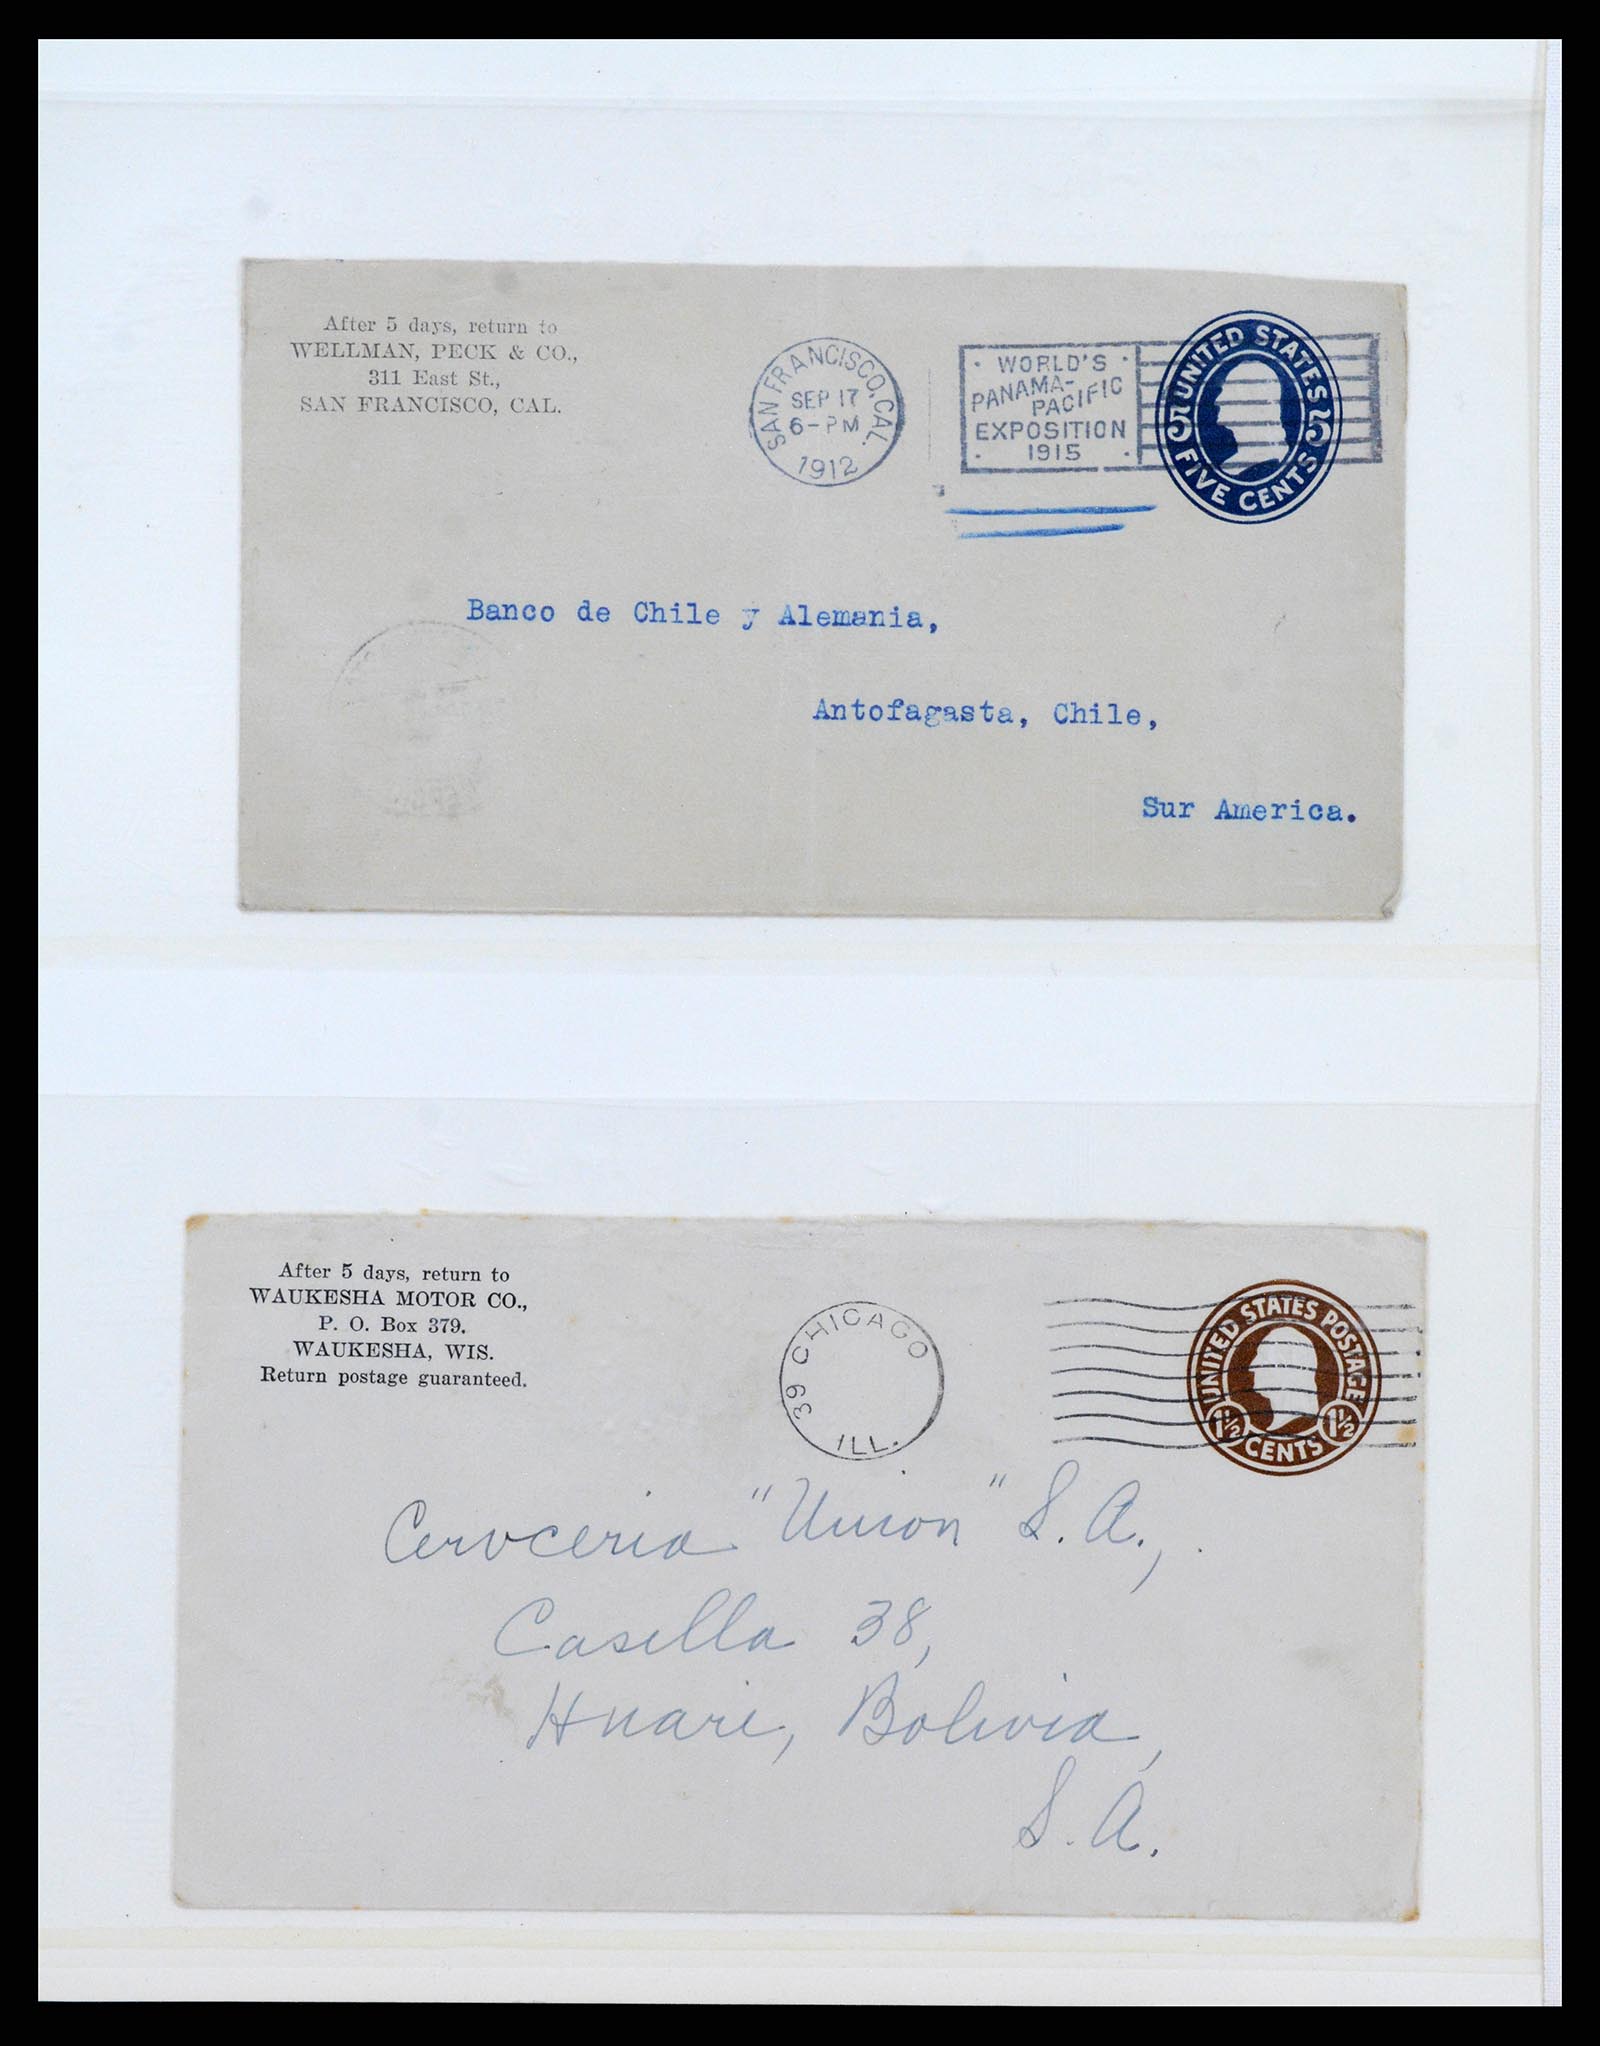 After 5 days, return to
WELLMAN, PECK & CO.,
311 East St.,
SAN FRANCISCO, CAL.
SAN FRANCISCO, CAL.
SEP 17
6-PM
1912
WORLD'S
PANAMA-
PACIFIC
EXPOSITION
1915
UNITED STATES
5 5
FIVE CENTS
Banco de Chile y Alemania,
Antofagasta, Chile,
Sur America.
After 5 days, return to
WAUKESHA MOTOR CO.,
P. O. Box 379.
WAUKESHA, WIS.
Return postage guaranteed.
39 CHICAGO
ILL.
UNITED STATES POSTAGE
1½ 1½
CENTS
Cervceria "Union" S. A.,
Casilla 38,
Huari, Bolivia,
S. A.